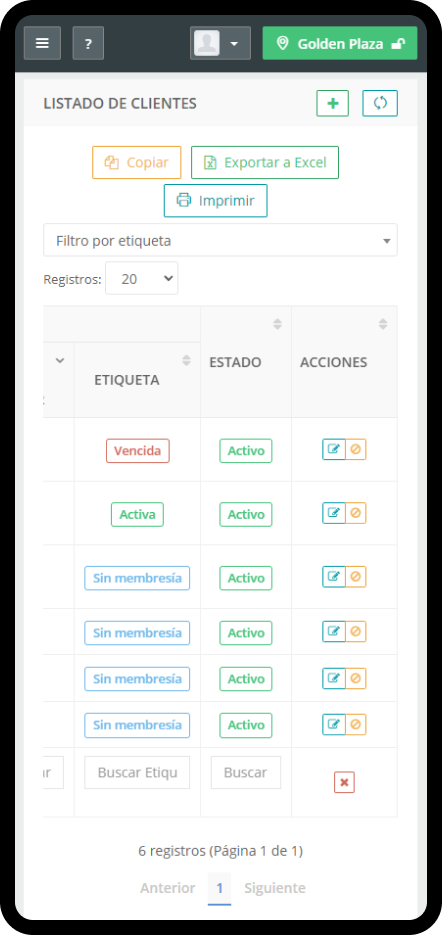 ?
Golden Plaza
LISTADO DE CLIENTES
Copiar
Exportar a Excel
Imprimir
Filtro por etiqueta
Registros: 20
ETIQUETA
ESTADO
ACCIONES
Vencida Activo
Activa Activo
Sin membresía Activo
Sin membresía Activo
Sin membresía Activo
Sin membresía Activo
Buscar Etiqu Buscar
6 registros (Página 1 de 1)
Anterior 1 Siguiente